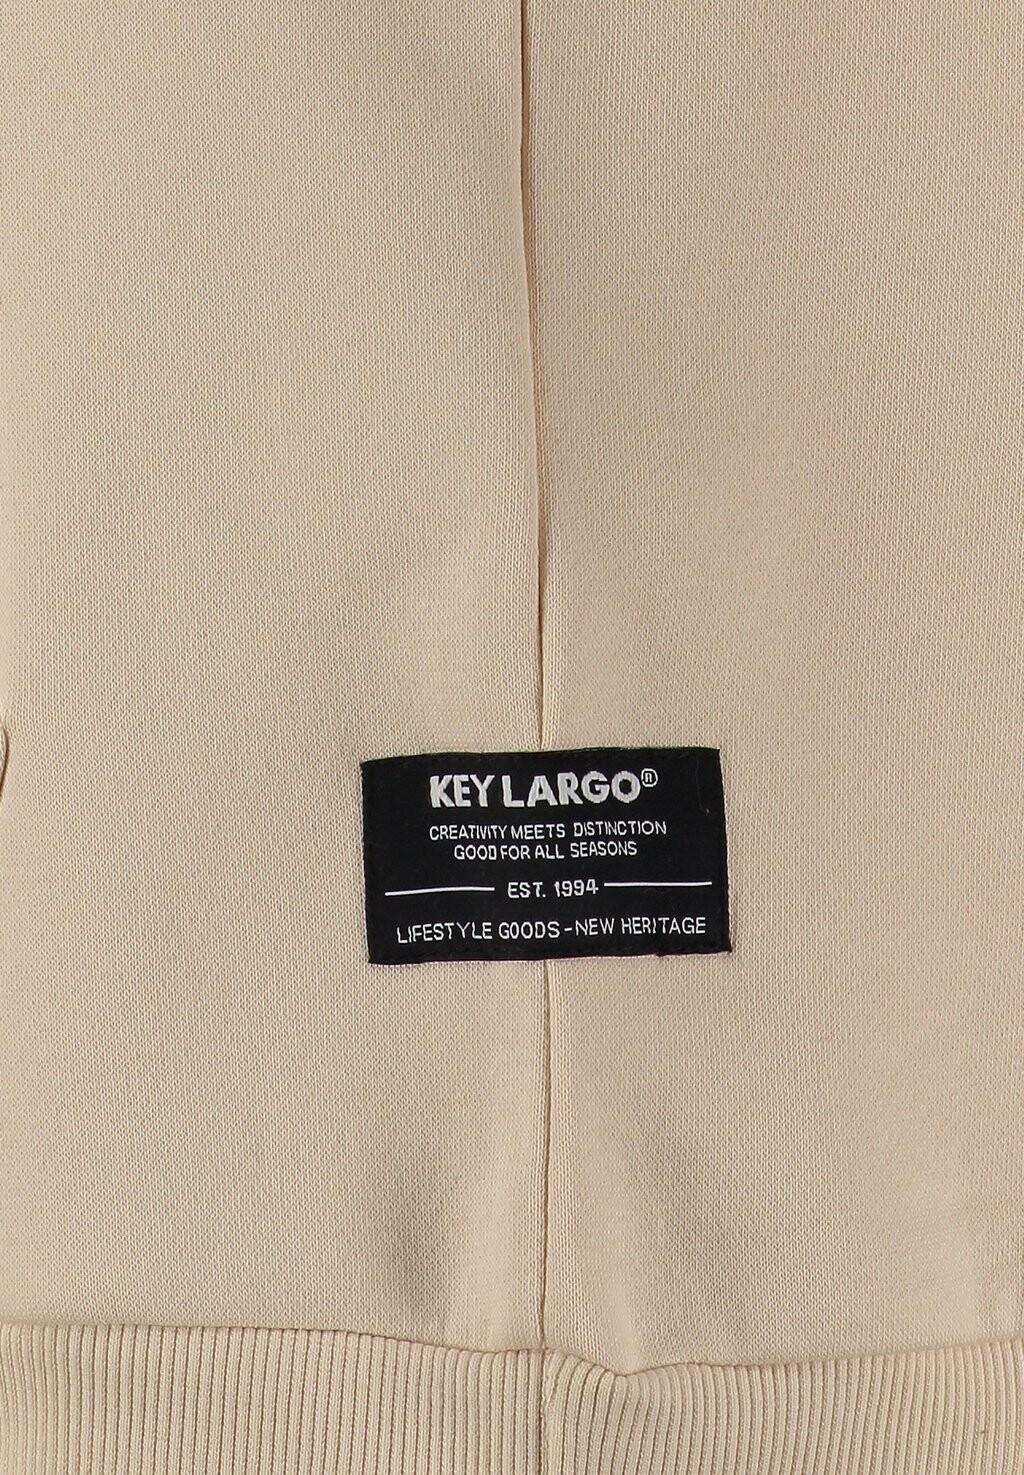 KEY LARGO®
CREATIVITY MEETS DISTINCTION
GOOD FOR ALL SEASONS
EST. 1994
LIFESTYLE GOODS - NEW HERITAGE